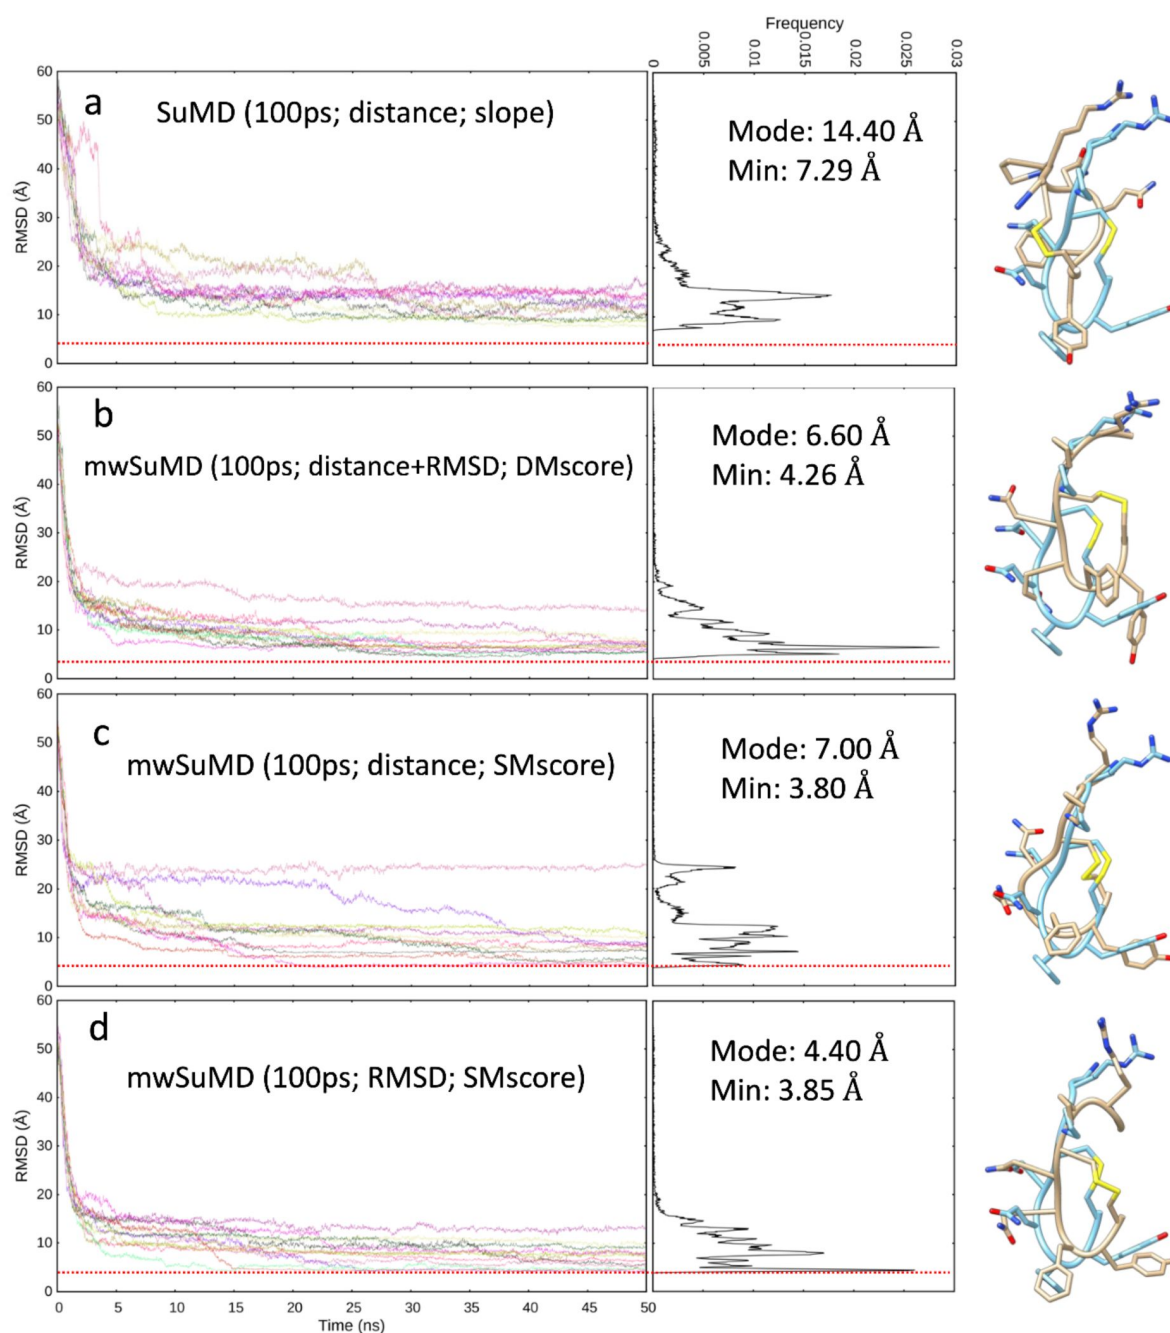 Frequency
0 0.005 0.01 0.015 0.02 0.025 0.03
a
SuMD (100ps; distance; slope)
Mode: 14.40 Å
Min: 7.29 Å
60
50
40
30
20
10
0
RMSD (Å)
b
mwSuMD (100ps; distance+RMSD; DMscore)
Mode: 6.60 Å
Min: 4.26 Å
60
50
40
30
20
10
0
RMSD (Å)
c
mwSuMD (100ps; distance; SMscore)
Mode: 7.00 Å
Min: 3.80 Å
60
50
40
30
20
10
0
RMSD (Å)
d
mwSuMD (100ps; RMSD; SMscore)
Mode: 4.40 Å
Min: 3.85 Å
60
50
40
30
20
10
0
RMSD (Å)
0 5 10 15 20 25 30 35 40 45 50
Time (ns)